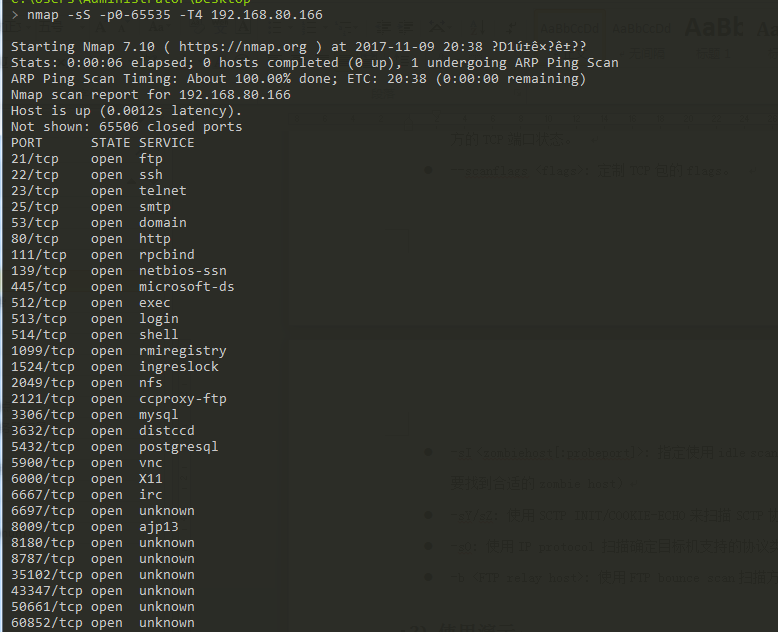 > nmap -sS -p0-65535 -T4 192.168.80.166
Starting Nmap 7.10 ( https://nmap.org ) at 2017-11-09 20:38 ?D1ú±ê×?ê±??
Stats: 0:00:06 elapsed; 0 hosts completed (0 up), 1 undergoing ARP Ping Scan
ARP Ping Scan Timing: About 100.00% done; ETC: 20:38 (0:00:00 remaining)
Nmap scan report for 192.168.80.166
Host is up (0.0012s latency).
Not shown: 65506 closed ports
PORT STATE SERVICE
21/tcp open ftp
22/tcp open ssh
23/tcp open telnet
25/tcp open smtp
53/tcp open domain
80/tcp open http
111/tcp open rpcbind
139/tcp open netbios-ssn
445/tcp open microsoft-ds
512/tcp open exec
513/tcp open login
514/tcp open shell
1099/tcp open rmiregistry
1524/tcp open ingreslock
2049/tcp open nfs
2121/tcp open ccproxy-ftp
3306/tcp open mysql
3632/tcp open distccd
5432/tcp open postgresql
5900/tcp open vnc
6000/tcp open X11
6667/tcp open irc
6697/tcp open unknown
8009/tcp open ajp13
8180/tcp open unknown
8787/tcp open unknown
35102/tcp open unknown
43347/tcp open unknown
50661/tcp open unknown
60852/tcp open unknown